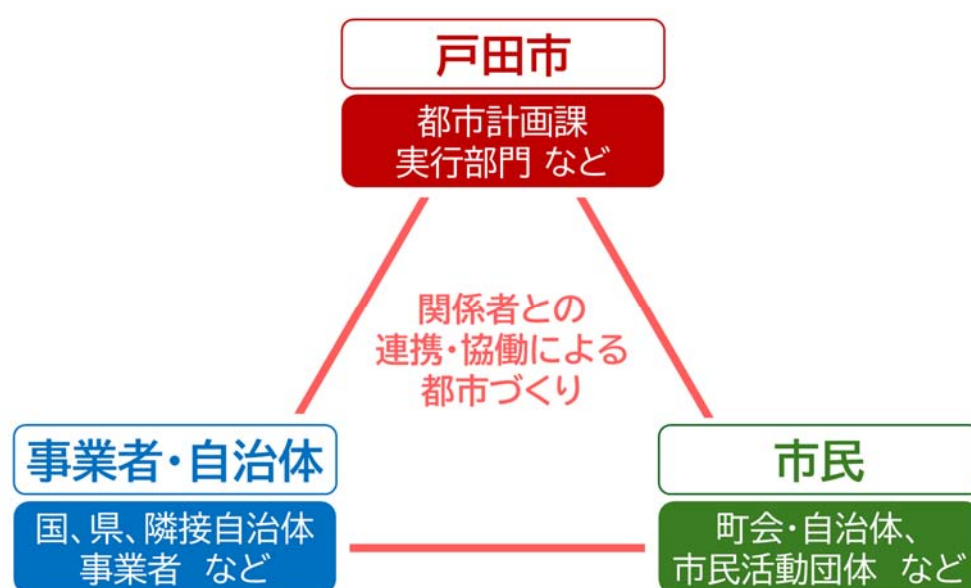 戸田市
都市計画課
実行部門 など
関係者との
連携・協働による
都市づくり
事業者・自治体
国、県、隣接自治体
事業者 など
市民
町会・自治体、
市民活動団体 など